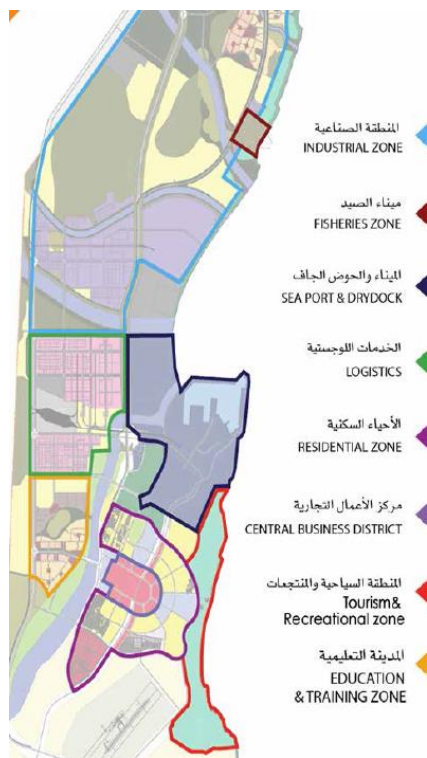 المنطقة الصناعية
INDUSTRIAL ZONE
ميناء الصيد
FISHERIES ZONE
الميناء والحوض الجاف
SEA PORT & DRYDOCK
الخدمات اللوجستية
LOGISTICS
الأحياء السكنية
RESIDENTIAL ZONE
مركز الأعمال التجارية
CENTRAL BUSINESS DISTRICT
المنطقة السياحية والمنتجعات
Tourism&
Recreational zone
المدينة التعليمية
EDUCATION
& TRAINING ZONE